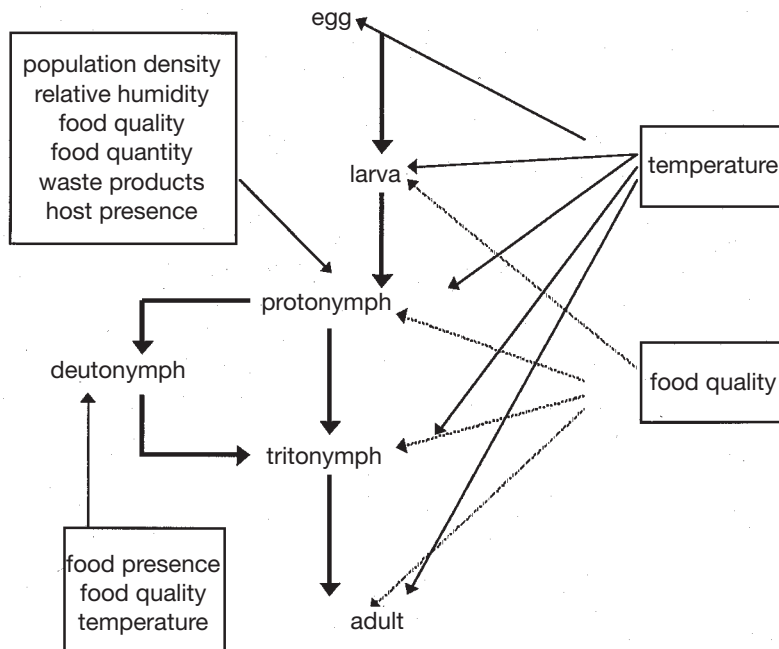 egg
population density
relative humidity
food quality
food quantity
waste products
host presence
temperature
larva
protonymph
deutonymph
food quality
tritonymph
food presence
food quality
temperature
adult